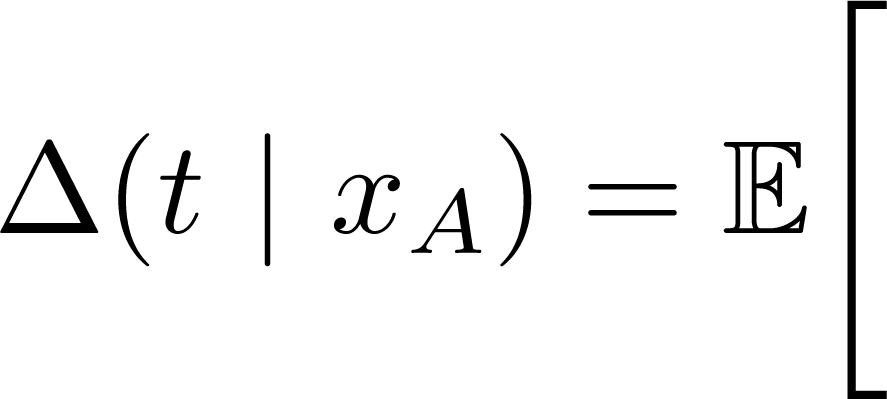 Δ(t | x_A) = 𝔼[